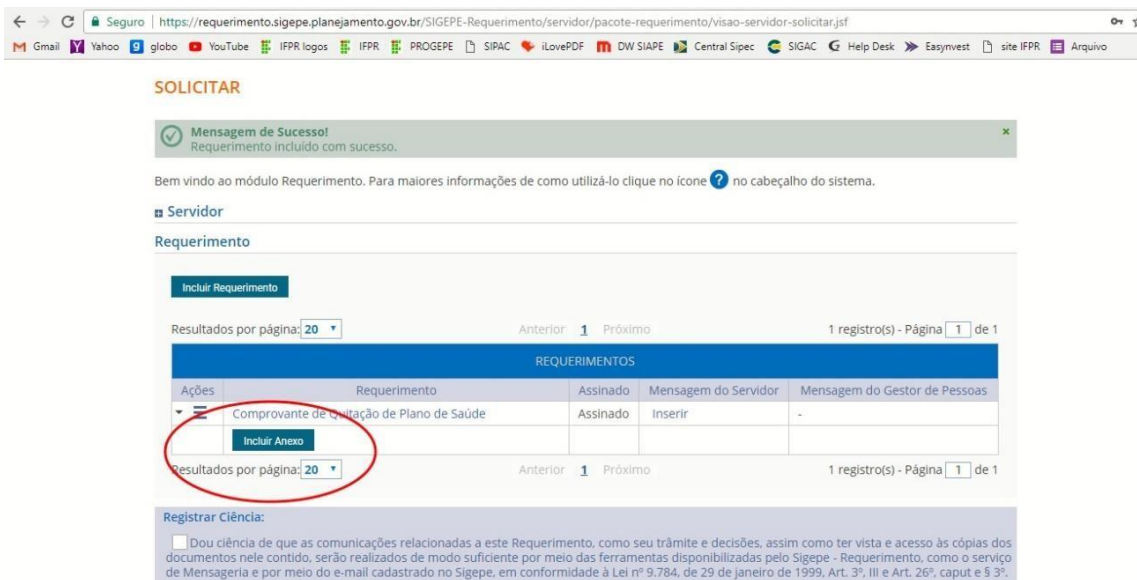 Seguro | https://requerimento.sigepe.planejamento.gov.br/SIGEPE-Requerimento/servidor/pacote-requerimento/visao-servidor-solicitar.jsf
Gmail Yahoo globo YouTube IFPR logos IFPR PROGEPE SIPAC iLovePDF DW SIAPE Central Sipec SIGAC Help Desk Easynvest site IFPR Arquivo
SOLICITAR
Mensagem de Sucesso! ×
Requerimento incluído com sucesso.
Bem vindo ao módulo Requerimento. Para maiores informações de como utilizá-lo clique no ícone ? no cabeçalho do sistema.
Servidor
Requerimento
Incluir Requerimento
Resultados por página: 20 Anterior 1 Próximo 1 registro(s) - Página 1 de 1
REQUERIMENTOS
Ações Requerimento Assinado Mensagem do Servidor Mensagem do Gestor de Pessoas
Comprovante de Quitação de Plano de Saúde Assinado Inserir -
Incluir Anexo
Resultados por página: 20 Anterior 1 Próximo 1 registro(s) - Página 1 de 1
Registrar Ciência:
Dou ciência de que as comunicações relacionadas a este Requerimento, como seu trâmite e decisões, assim como ter vista e acesso às cópias dos
documentos nele contido, serão realizados de modo suficiente por meio das ferramentas disponibilizadas pelo Sigepe - Requerimento, como o serviço
de Mensageria e por meio do e-mail cadastrado no Sigepe, em conformidade à Lei nº 9.784, de 29 de janeiro de 1999, Art. 3º, III e Art. 26º, caput e § 3º.